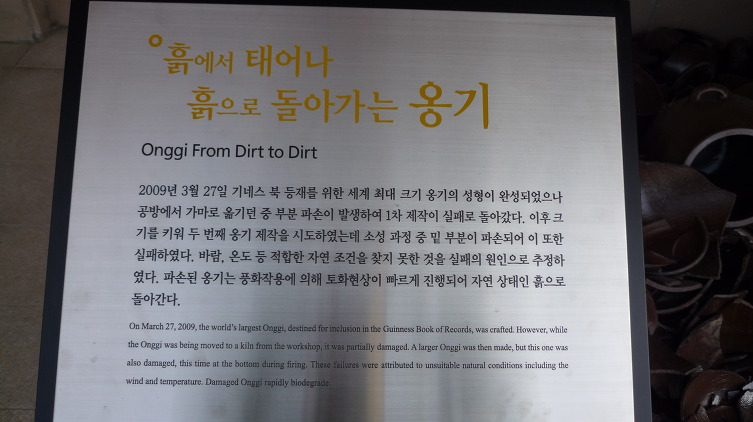 흙에서 태어나
흙으로 돌아가는 옹기
Onggi From Dirt to Dirt
2009년 3월 27일 기네스 북 등재를 위한 세계 최대 크기 옹기의 성형이 완성되었으나
공방에서 가마로 옮기던 중 부분 파손이 발생하여 1차 제작이 실패로 돌아갔다. 이후 크
기를 키워 두 번째 옹기 제작을 시도하였는데 소성 과정 중 밑 부분이 파손되어 이 또한
실패하였다. 바람, 온도 등 적합한 자연 조건을 찾지 못한 것을 실패의 원인으로 추정하
였다. 파손된 옹기는 풍화작용에 의해 토화현상이 빠르게 진행되어 자연 상태인 흙으로
돌아간다.
On March 27, 2009, the world's largest Onggi, destined for inclusion in the Guinness Book of Records, was crafted. However, while
the Onggi was being moved to a kiln from the workshop, it was partially damaged. A larger Onggi was then made, but this one was
also damaged, this time at the bottom during firing. These failures were attributed to unsuitable natural conditions including the
wind and temperature. Damaged Onggi rapidly biodegrade.